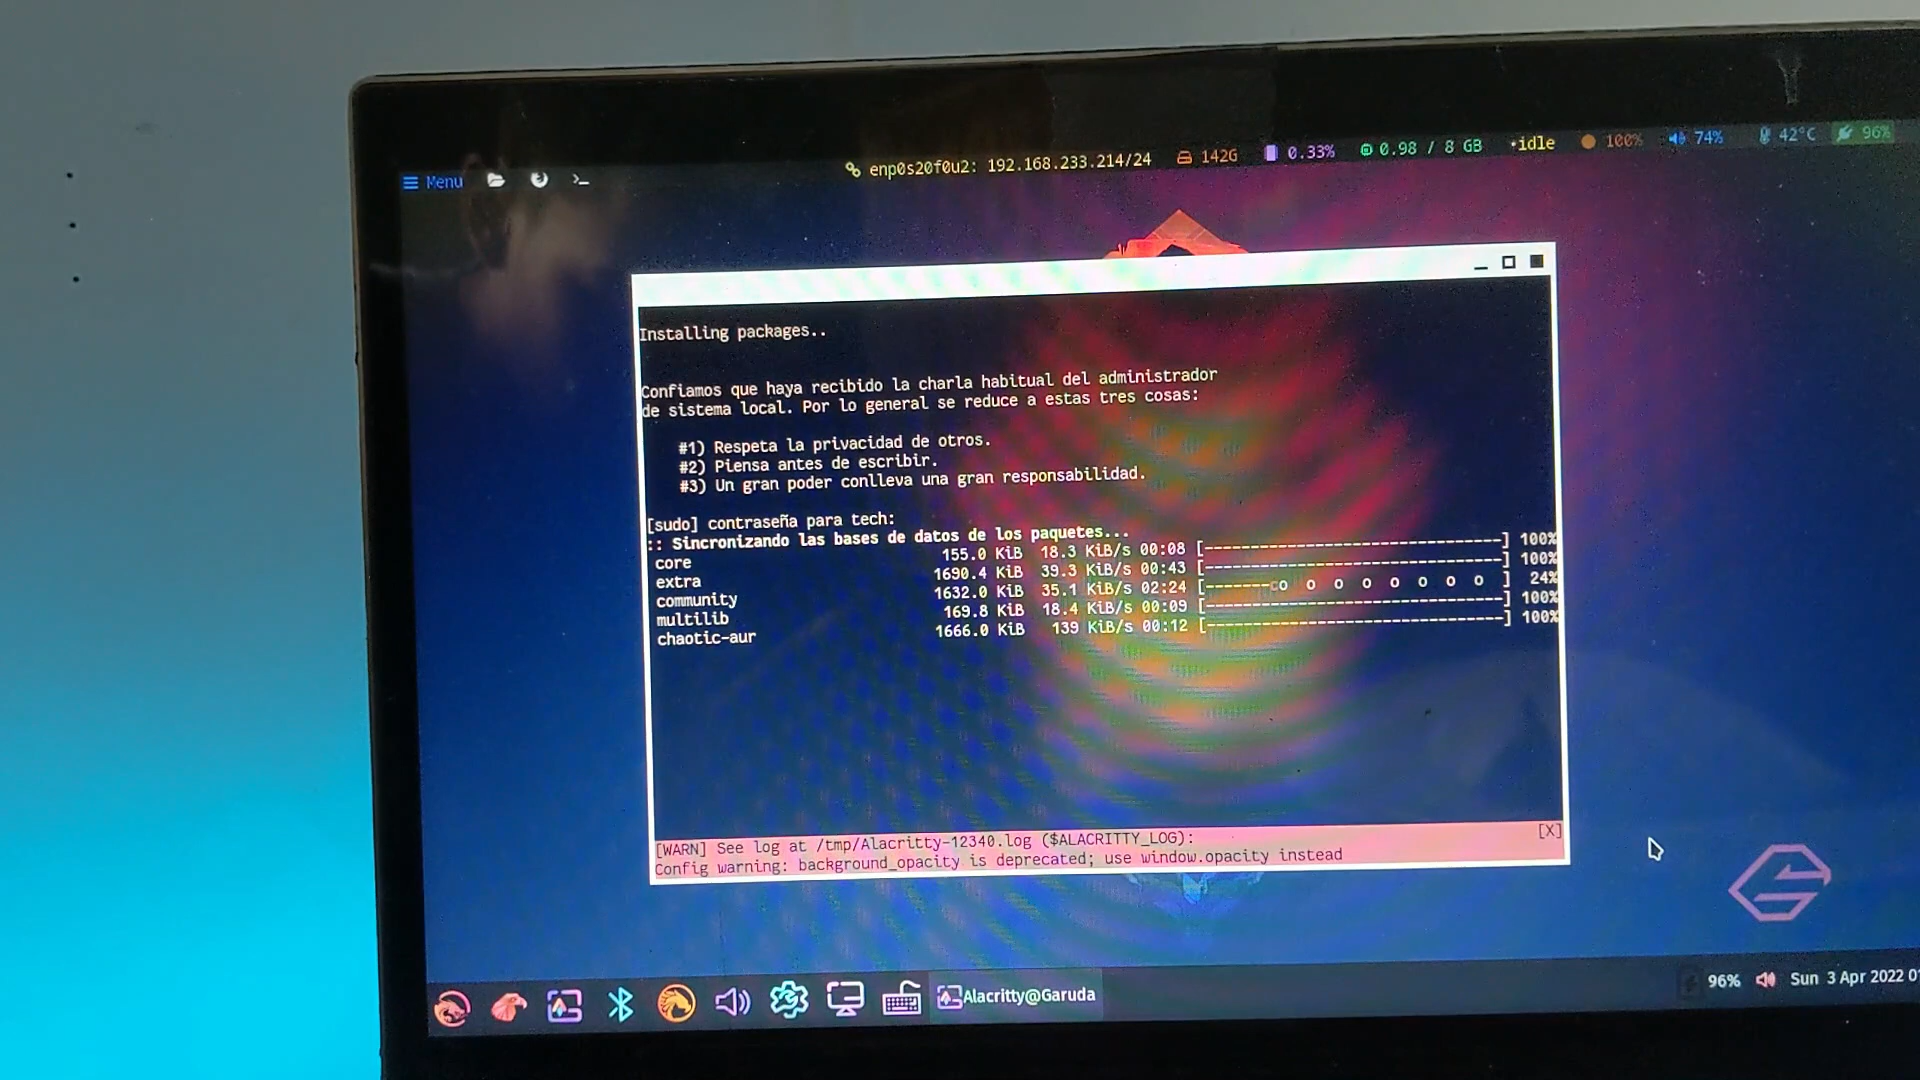 Menu enp0s20f0u2: 192.168.233.214/24 142G 0.33% 0.98 / 8 GB idle 100% 74% 42°C 96%
Installing packages..
Confiamos que haya recibido la charla habitual del administrador
de sistema local. Por lo general se reduce a estas tres cosas:
#1) Respeta la privacidad de otros.
#2) Piensa antes de escribir.
#3) Un gran poder conlleva una gran responsabilidad.
[sudo] contraseña para tech:
:: Sincronizando las bases de datos de los paquetes...
core 155.0 KiB 18.3 KiB/s 00:08 [--------------------------------] 100%
extra 1690.4 KiB 39.3 KiB/s 00:43 [--------------------------------] 100%
community 1632.0 KiB 35.1 KiB/s 02:24 [-------co o o o o o o o ] 24%
multilib 169.8 KiB 18.4 KiB/s 00:09 [--------------------------------] 100%
chaotic-aur 1666.0 KiB 139 KiB/s 00:12 [--------------------------------] 100%
[WARN] See log at /tmp/Alacritty-12340.log ($ALACRITTY_LOG): [X]
Config warning: background_opacity is deprecated; use window.opacity instead
Alacritty@Garuda 96% Sun 3 Apr 2022